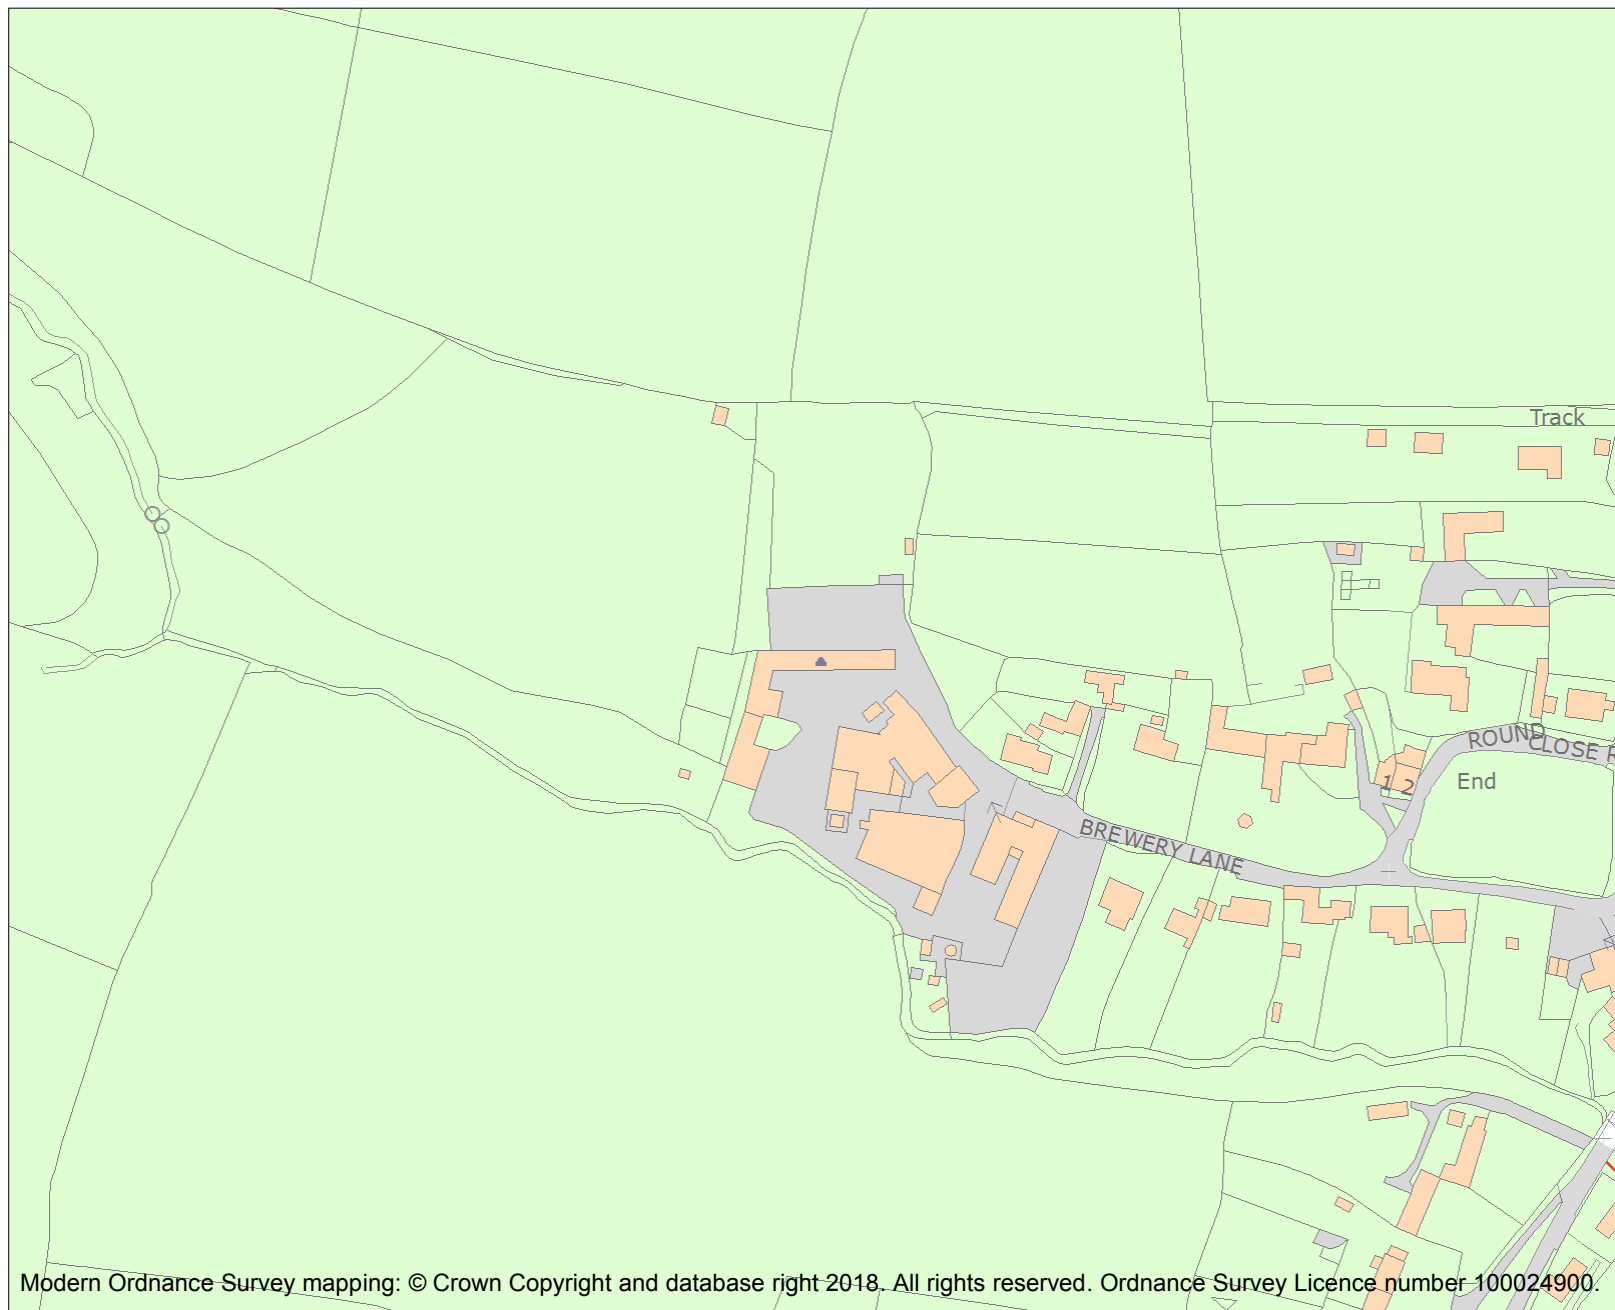 Track
ROUND
CLOSE R
End
1 2
BREWERY LANE
Modern Ordnance Survey mapping: © Crown Copyright and database right 2018. All rights reserved. Ordnance Survey Licence number 100024900.